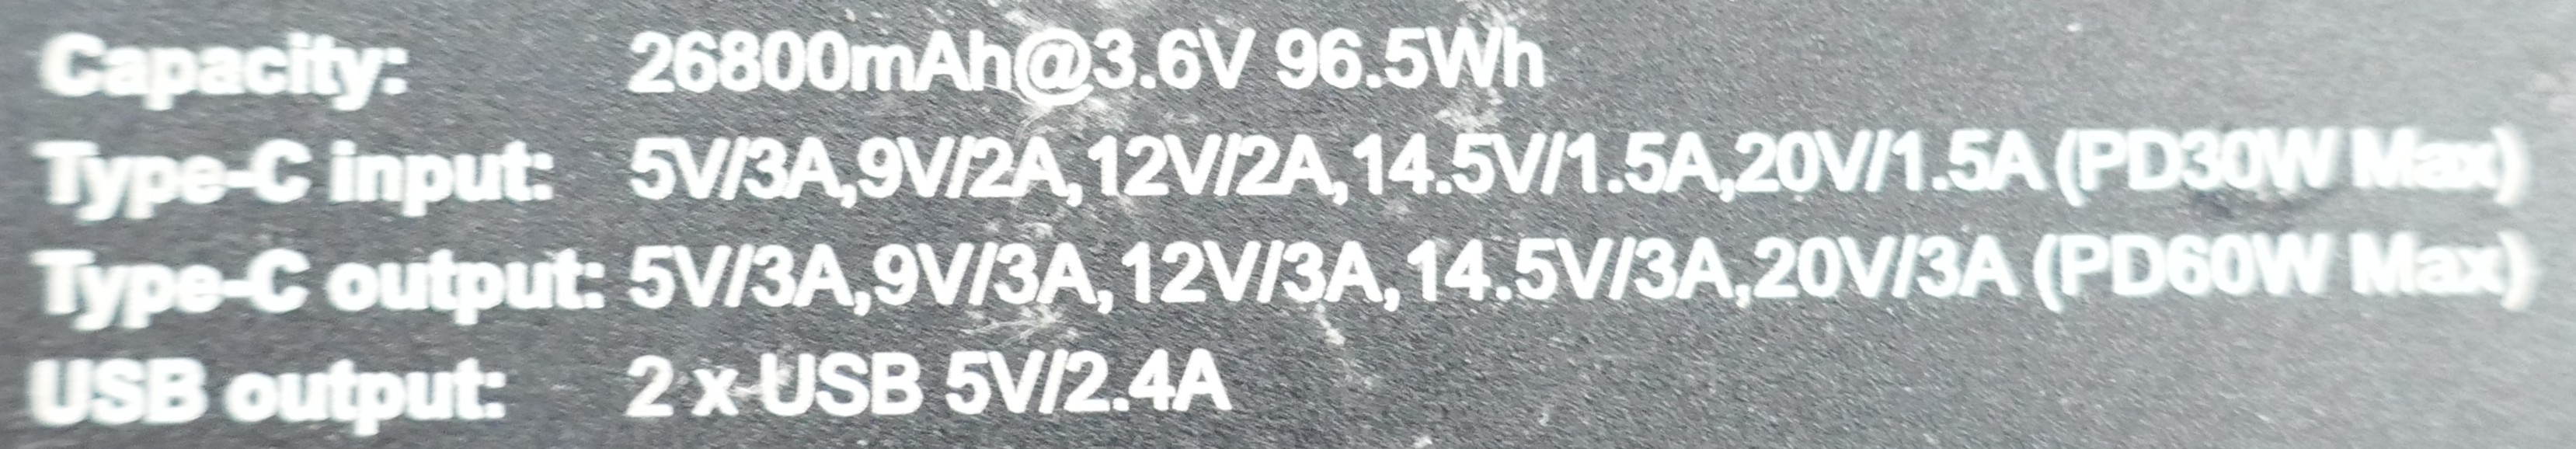 Capacity: 26800mAh@3.6V 96.5Wh
Type-C input: 5V/3A,9V/2A,12V/2A,14.5V/1.5A,20V/1.5A (PD30W Max)
Type-C output: 5V/3A,9V/3A,12V/3A,14.5V/3A,20V/3A (PD60W Max)
USB output: 2 x USB 5V/2.4A